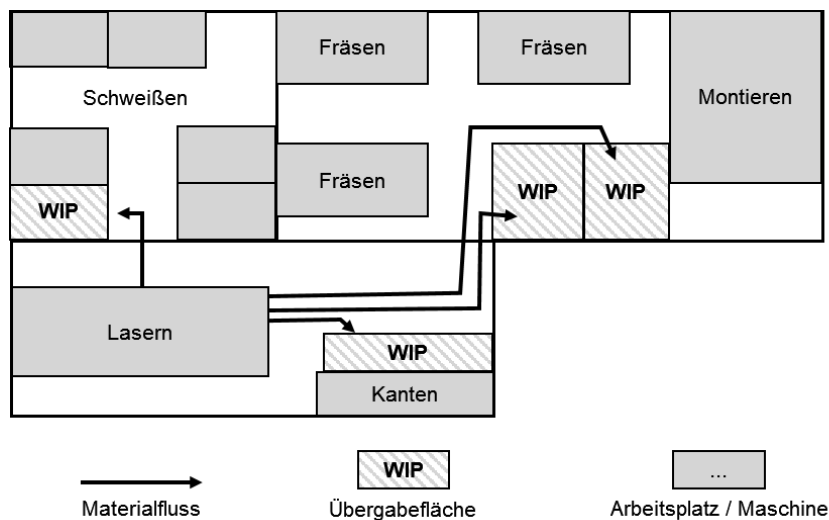 Fräsen
Fräsen
Schweißen
Montieren
Fräsen
WIP
WIP
WIP
Lasern
WIP
Kanten
WIP
...
Materialfluss
Übergabefläche
Arbeitsplatz / Maschine